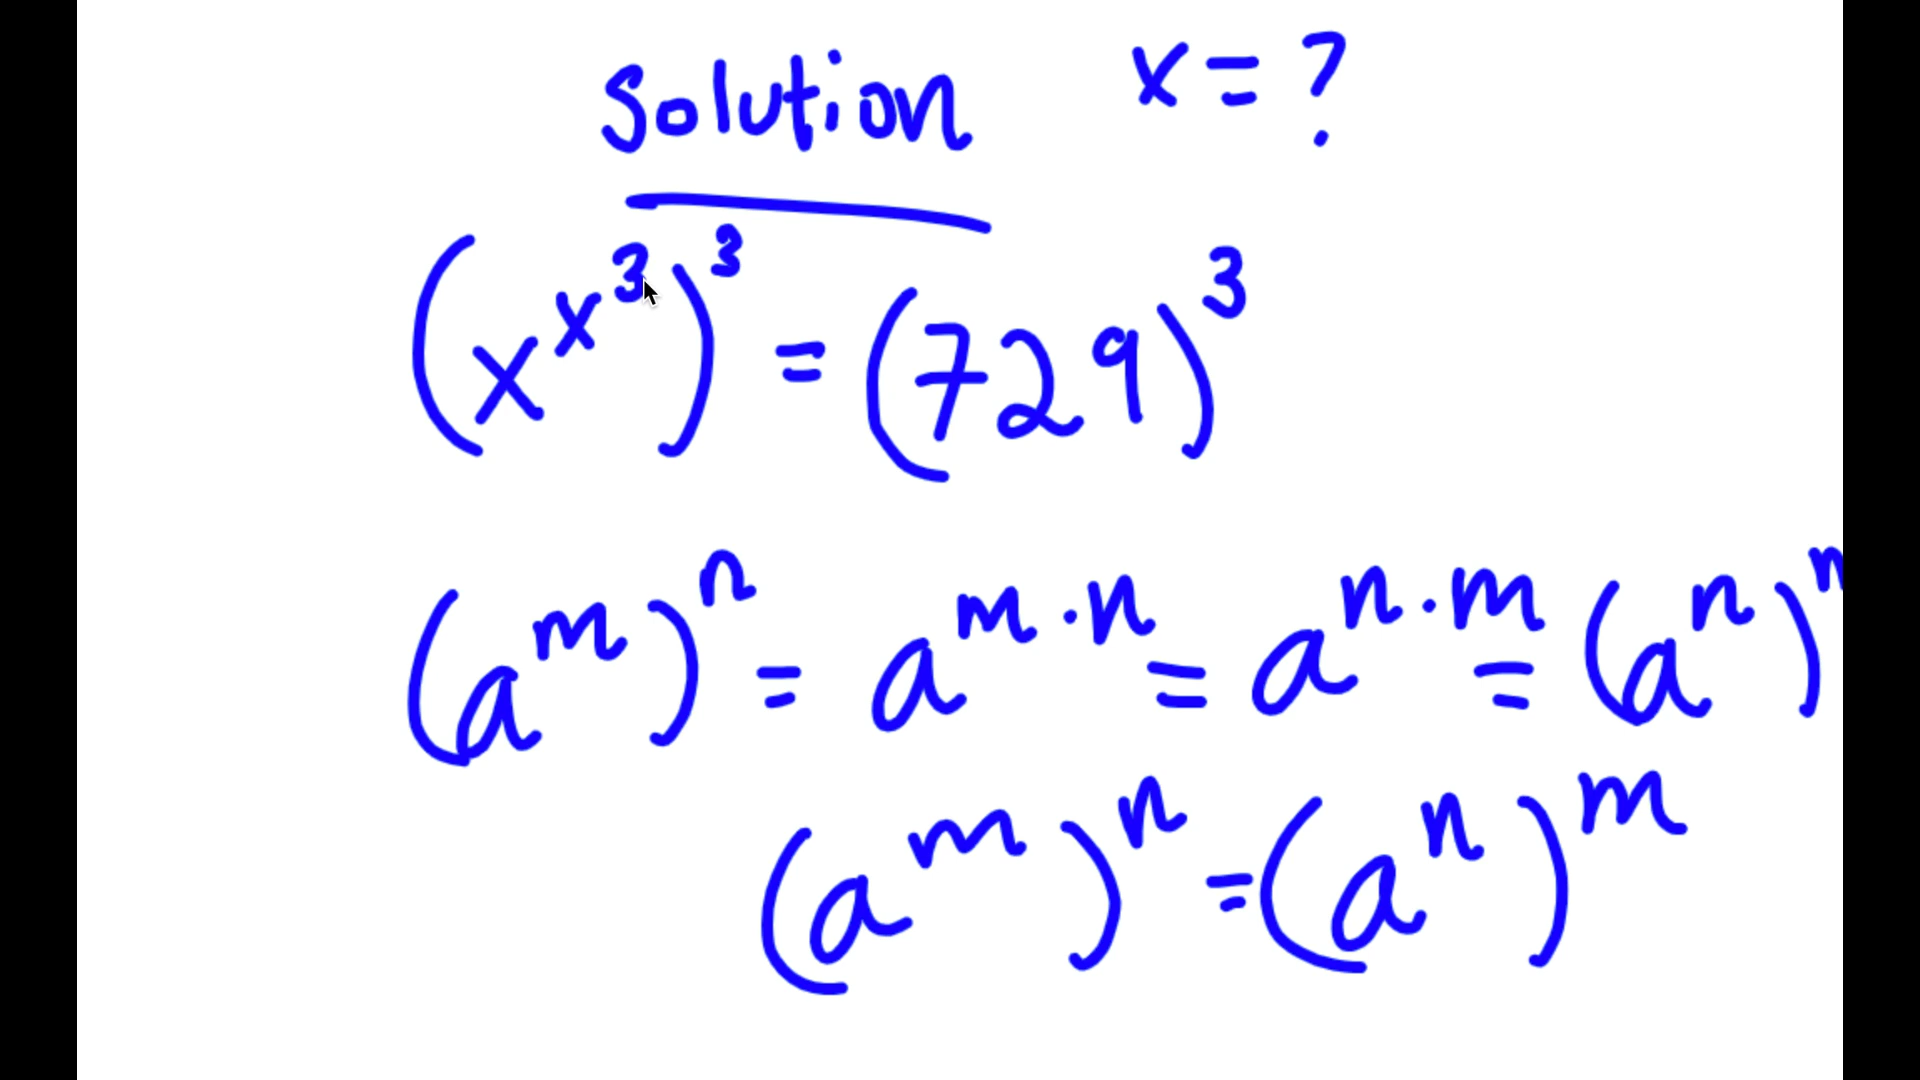 Solution x = ?
(x^x^3)^3 = (729)^3
(a^m)^n = a^m·n = a^n·m = (a^n)^m
(a^m)^n = (a^n)^m